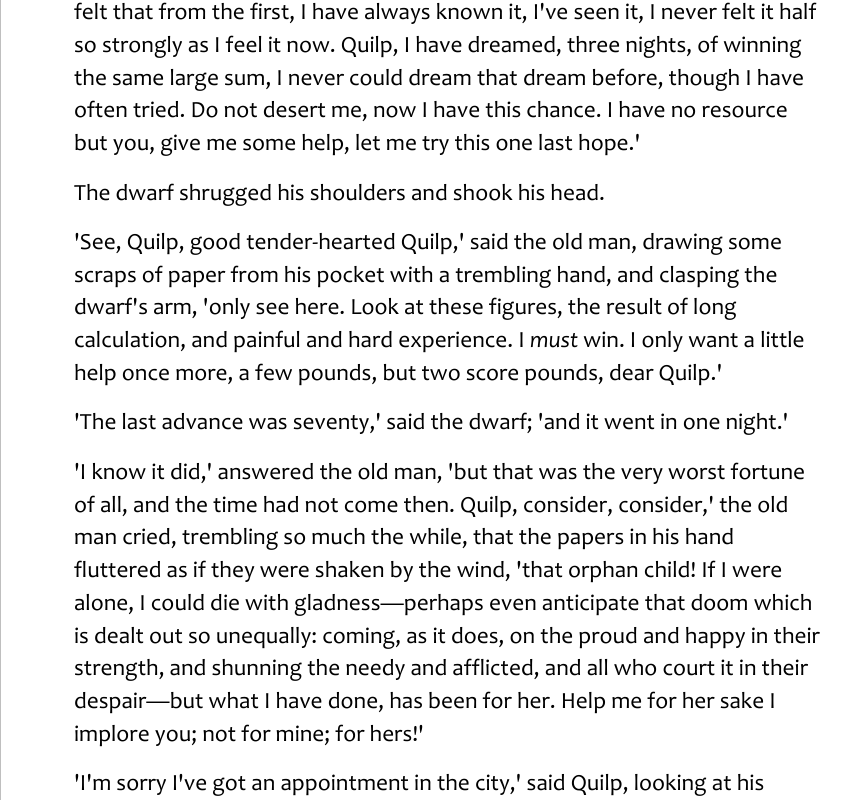 felt that from the first, I have always known it, I've seen it, I never felt it half
so strongly as I feel it now. Quilp, I have dreamed, three nights, of winning
the same large sum, I never could dream that dream before, though I have
often tried. Do not desert me, now I have this chance. I have no resource
but you, give me some help, let me try this one last hope.'
The dwarf shrugged his shoulders and shook his head.
'See, Quilp, good tender-hearted Quilp,' said the old man, drawing some
scraps of paper from his pocket with a trembling hand, and clasping the
dwarf's arm, 'only see here. Look at these figures, the result of long
calculation, and painful and hard experience. I must win. I only want a little
help once more, a few pounds, but two score pounds, dear Quilp.'
'The last advance was seventy,' said the dwarf; 'and it went in one night.'
'I know it did,' answered the old man, 'but that was the very worst fortune
of all, and the time had not come then. Quilp, consider, consider,' the old
man cried, trembling so much the while, that the papers in his hand
fluttered as if they were shaken by the wind, 'that orphan child! If I were
alone, I could die with gladness—perhaps even anticipate that doom which
is dealt out so unequally: coming, as it does, on the proud and happy in their
strength, and shunning the needy and afflicted, and all who court it in their
despair—but what I have done, has been for her. Help me for her sake I
implore you; not for mine; for hers!'
'I'm sorry I've got an appointment in the city,' said Quilp, looking at his